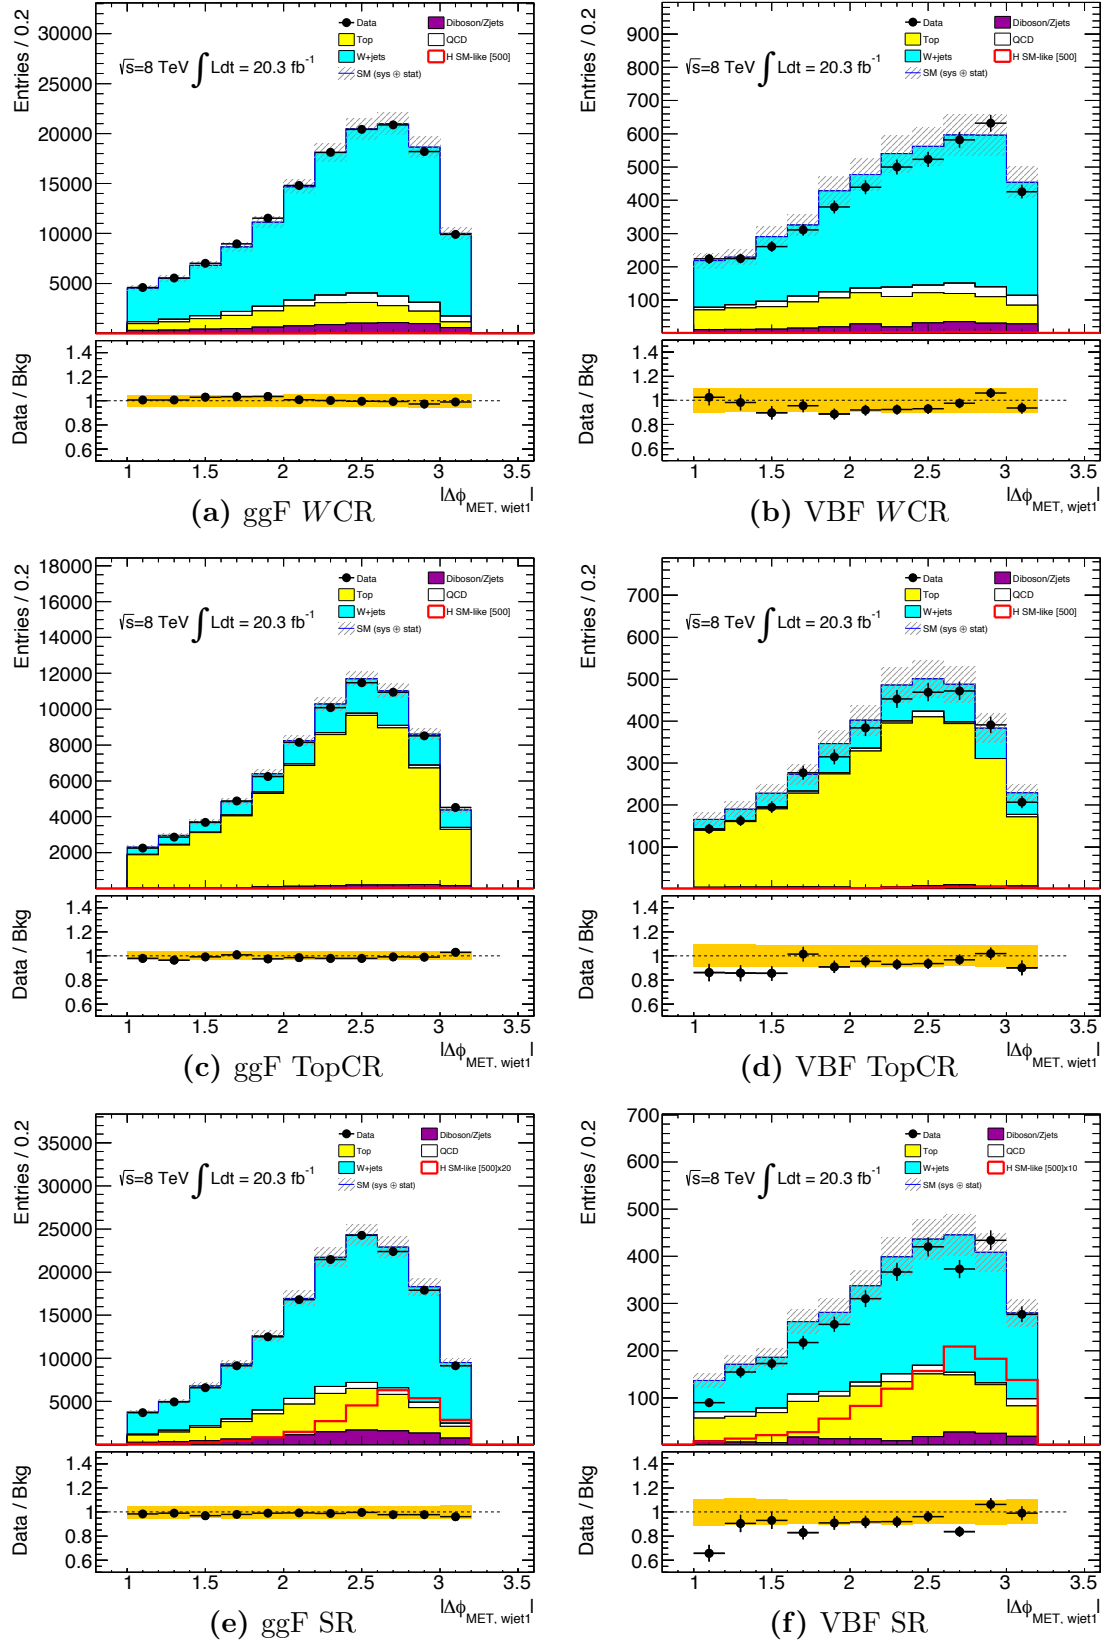 Entries / 0.2
30000
25000
20000
15000
10000
5000
√s=8 TeV ∫ Ldt = 20.3 fb⁻¹
Data
Top
W+jets
SM (sys ⊕ stat)
Diboson/Zjets
QCD
H SM-like [500]
Data / Bkg
1.4
1.2
1
0.8
0.6
1 1.5 2 2.5 3 3.5
|Δϕ MET, wjet1 |
(a) ggF WCR
Entries / 0.2
900
800
700
600
500
400
300
200
100
√s=8 TeV ∫ Ldt = 20.3 fb⁻¹
Data
Top
W+jets
SM (sys ⊕ stat)
Diboson/Zjets
QCD
H SM-like [500]
Data / Bkg
1.4
1.2
1
0.8
0.6
1 1.5 2 2.5 3 3.5
|Δϕ MET, wjet1 |
(b) VBF WCR
Entries / 0.2
18000
16000
14000
12000
10000
8000
6000
4000
2000
√s=8 TeV ∫ Ldt = 20.3 fb⁻¹
Data
Top
W+jets
SM (sys ⊕ stat)
Diboson/Zjets
QCD
H SM-like [500]
Data / Bkg
1.4
1.2
1
0.8
0.6
1 1.5 2 2.5 3 3.5
|Δϕ MET, wjet1 |
(c) ggF TopCR
Entries / 0.2
700
600
500
400
300
200
100
√s=8 TeV ∫ Ldt = 20.3 fb⁻¹
Data
Top
W+jets
SM (sys ⊕ stat)
Diboson/Zjets
QCD
H SM-like [500]
Data / Bkg
1.4
1.2
1
0.8
0.6
1 1.5 2 2.5 3 3.5
|Δϕ MET, wjet1 |
(d) VBF TopCR
Entries / 0.2
35000
30000
25000
20000
15000
10000
5000
√s=8 TeV ∫ Ldt = 20.3 fb⁻¹
Data
Top
W+jets
SM (sys ⊕ stat)
Diboson/Zjets
QCD
H SM-like [500]x20
Data / Bkg
1.4
1.2
1
0.8
0.6
1 1.5 2 2.5 3 3.5
|Δϕ MET, wjet1 |
(e) ggF SR
Entries / 0.2
700
600
500
400
300
200
100
√s=8 TeV ∫ Ldt = 20.3 fb⁻¹
Data
Top
W+jets
SM (sys ⊕ stat)
Diboson/Zjets
QCD
H SM-like [500]x10
Data / Bkg
1.4
1.2
1
0.8
0.6
1 1.5 2 2.5 3 3.5
|Δϕ MET, wjet1 |
(f) VBF SR